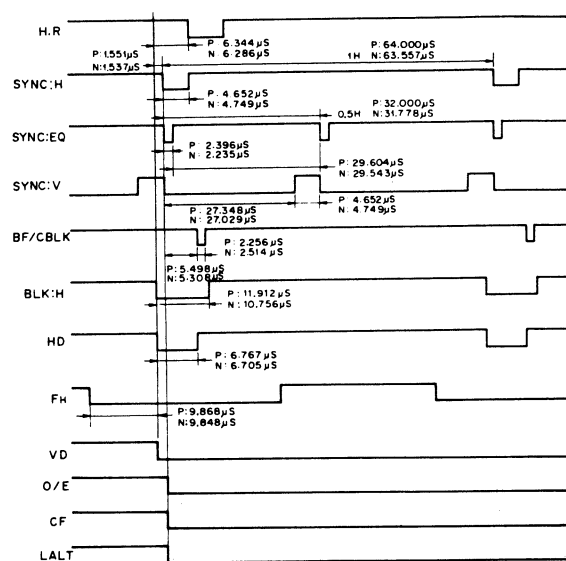 H.R
P: 6.344μS
N: 6.286μS
P:1.551μS
N:1.537μS
1H
P: 64.000μS
N: 63.557μS
SYNC:H
P: 4.652μS
N: 4.749μS
0.5H
P: 32.000μS
N: 31.778μS
SYNC:EQ
P: 2.396μS
N: 2.235μS
P: 29.604μS
N: 29.543μS
SYNC:V
P: 27.348μS
N: 27.029μS
P: 4.652μS
N: 4.749μS
BF/CBLK
P: 2.256μS
N: 2.514μS
P: 5.498μS
N: 5.308μS
BLK:H
P: 11.912μS
N: 10.756μS
HD
P: 6.767μS
N: 6.705μS
FH
P: 9.868μS
N: 9.848μS
VD
O/E
CF
LALT